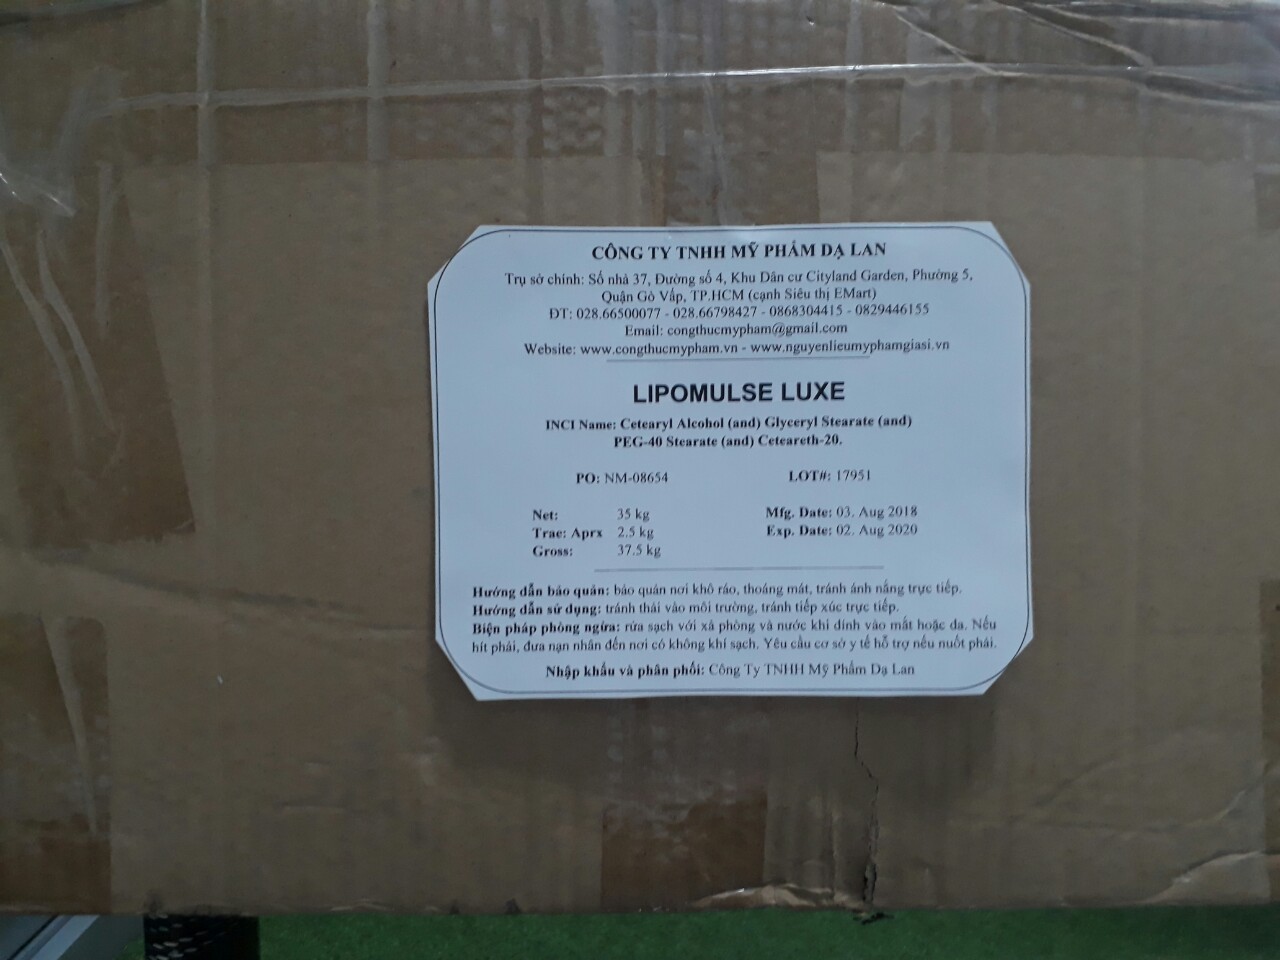 CÔNG TY TNHH MỸ PHẨM DẠ LAN
Trụ sở chính: Số nhà 37, Đường số 4, Khu Dân cư Cityland Garden, Phường 5,
Quận Gò Vấp, TP.HCM (cạnh Siêu thị EMart)
ĐT: 028.66500077 - 028.66798427 - 0868304415 - 0829446155
Email: congthucmypham@gmail.com
Website: www.congthucmypham.vn - www.nguyenlieumyphamgiasi.vn
LIPOMULSE LUXE
INCI Name: Cetearyl Alcohol (and) Glyceryl Stearate (and)
PEG-40 Stearate (and) Ceteareth-20.
PO: NM-08654 LOT#: 17951
Net: 35 kg Mfg. Date: 03. Aug 2018
Trae: Aprx 2.5 kg Exp. Date: 02. Aug 2020
Gross: 37.5 kg
Hướng dẫn bảo quản: bảo quản nơi khô ráo, thoáng mát, tránh ánh nắng trực tiếp.
Hướng dẫn sử dụng: tránh thải vào môi trường, tránh tiếp xúc trực tiếp.
Biện pháp phòng ngừa: rửa sạch với xà phòng và nước khi dính vào mắt hoặc da. Nếu
hít phải, đưa nạn nhân đến nơi có không khí sạch. Yêu cầu cơ sở y tế hỗ trợ nếu nuốt phải.
Nhập khẩu và phân phối: Công Ty TNHH Mỹ Phẩm Dạ Lan